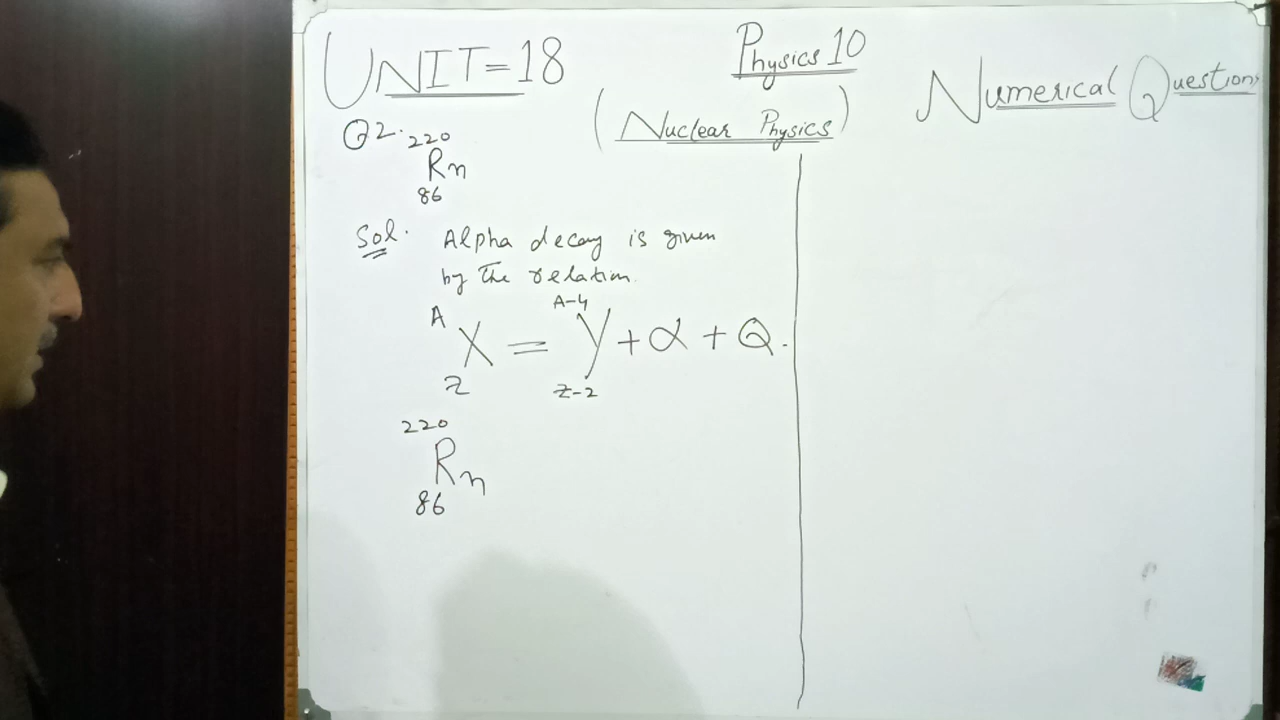 UNIT=18
Physics 10
(Nuclear Physics)
Numerical Questions
Q2. 220
Rn
86
Sol. Alpha decay is given
by the relation.
A A-4
X = Y + α + Q.
Z Z-2
220
Rn
86